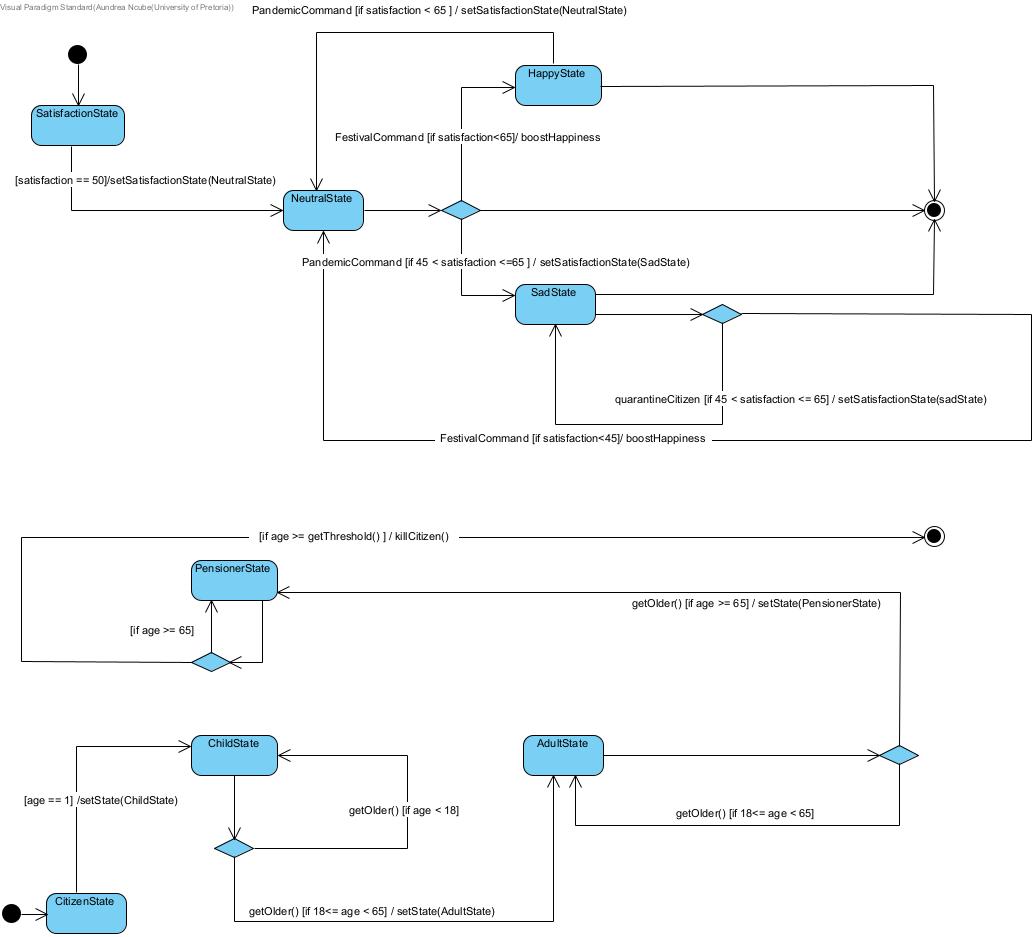 Visual Paradigm Standard(Aundrea Ncube(University of Pretoria))
PandemicCommand [if satisfaction < 65 ] / setSatisfactionState(NeutralState)
HappyState
SatisfactionState
FestivalCommand [if satisfaction<65]/ boostHappiness
[satisfaction == 50]/setSatisfactionState(NeutralState)
NeutralState
PandemicCommand [if 45 < satisfaction <=65 ] / setSatisfactionState(SadState)
SadState
quarantineCitizen [if 45 < satisfaction <= 65] / setSatisfactionState(sadState)
FestivalCommand [if satisfaction<45]/ boostHappiness
[if age >= getThreshold() ] / killCitizen()
PensionerState
getOlder() [if age >= 65] / setState(PensionerState)
[if age >= 65]
ChildState
AdultState
[age == 1] /setState(ChildState)
getOlder() [if age < 18]
getOlder() [if 18<= age < 65]
CitizenState
getOlder() [if 18<= age < 65] / setState(AdultState)